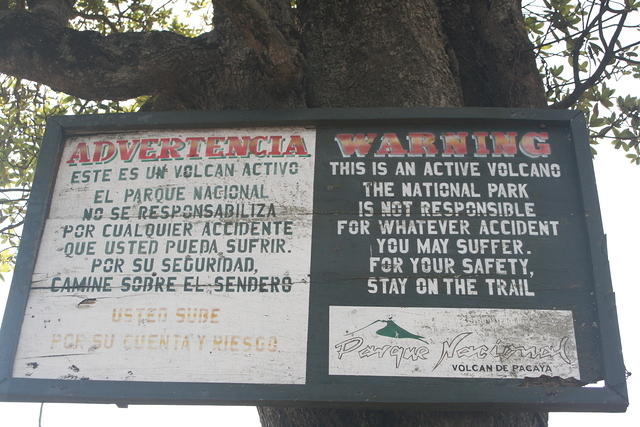 ADVERTENCIA
ESTE ES UN VOLCAN ACTIVO
EL PARQUE NACIONAL
NO SE RESPONSABILIZA
POR CUALQUIER ACCIDENTE
QUE USTED PUEDA SUFRIR.
POR SU SEGURIDAD,
CAMINE SOBRE EL SENDERO
USTED SUBE
POR SU CUENTA Y RIESGO
WARNING
THIS IS AN ACTIVE VOLCANO
THE NATIONAL PARK
IS NOT RESPONSIBLE
FOR WHATEVER ACCIDENT
YOU MAY SUFFER.
FOR YOUR SAFETY,
STAY ON THE TRAIL
Parque Nacional
VOLCAN DE PACAYA